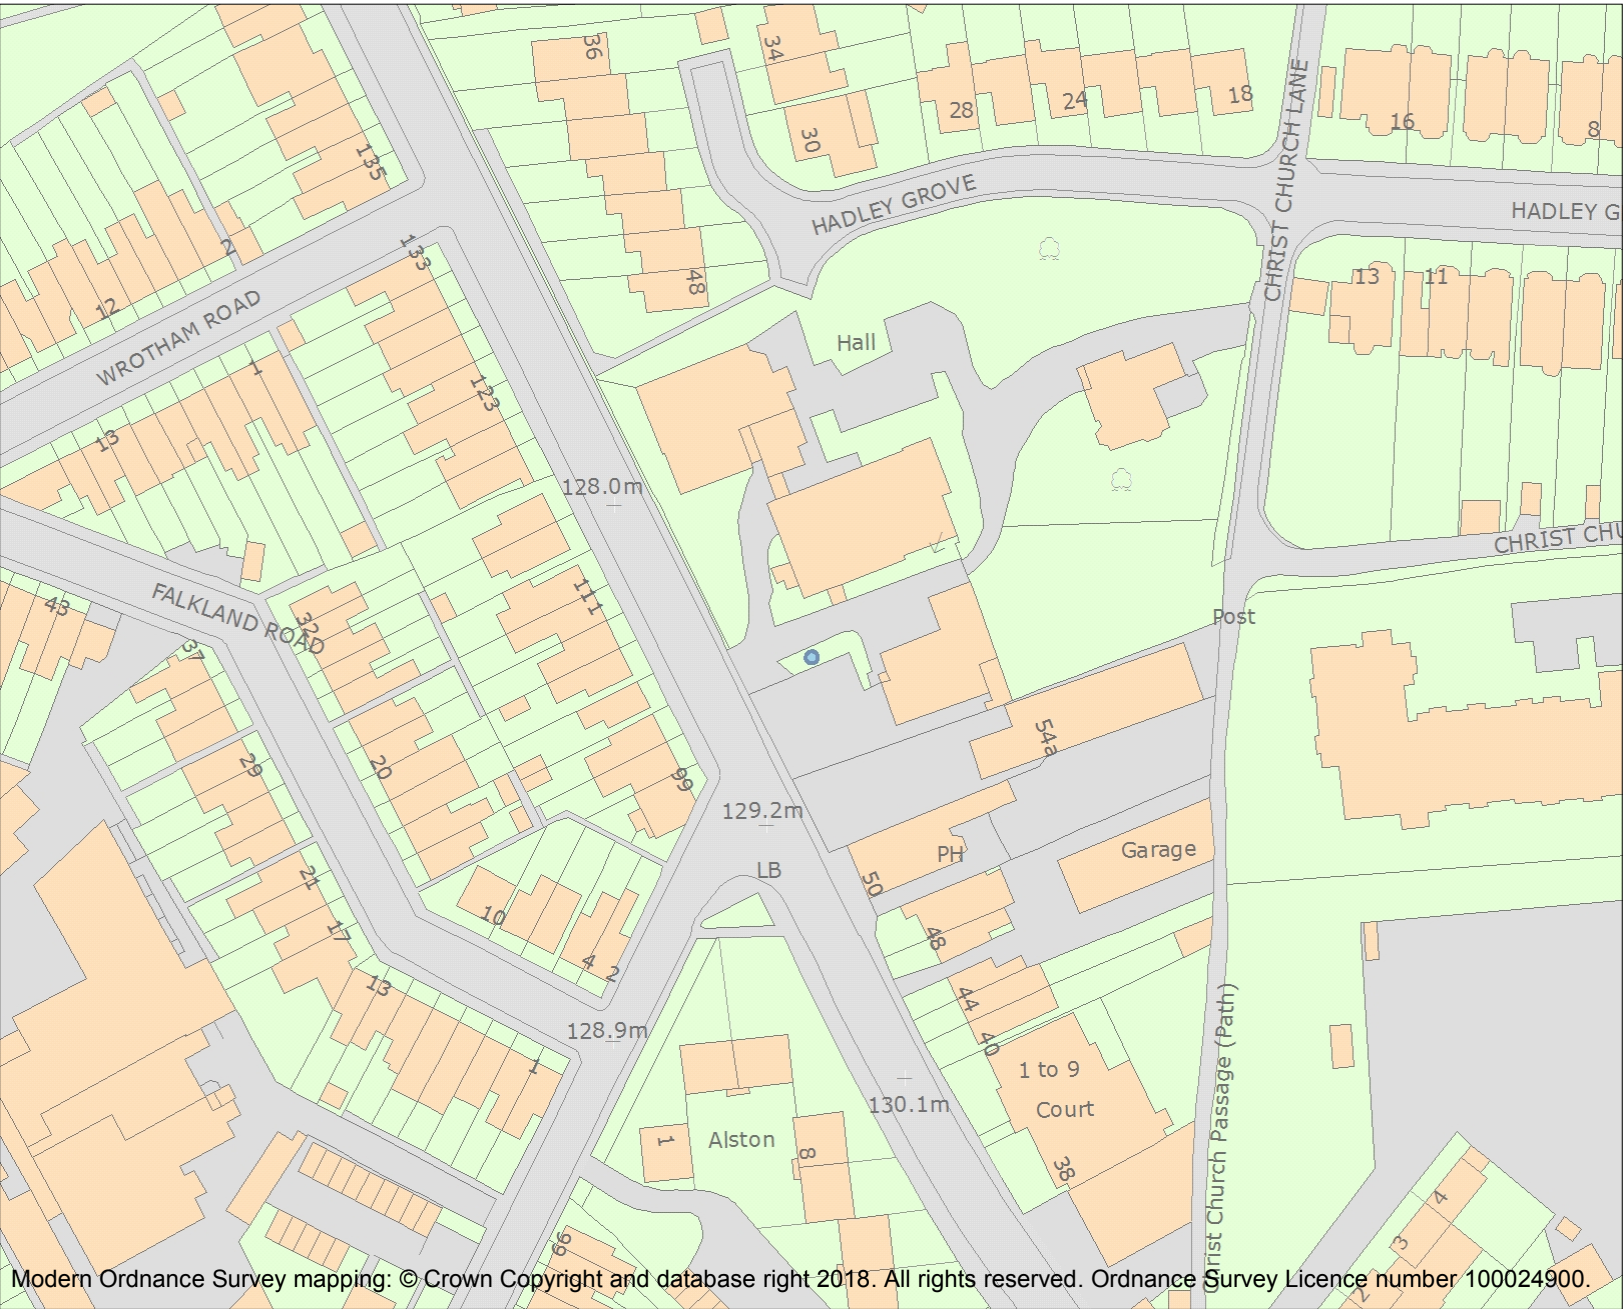 36
34
135
30
28
24
18
CHRIST CHURCH LANE
16
8
HADLEY GROVE
HADLEY G
2
12
133
48
WROTHAM ROAD
13
11
Hall
1
123
13
128.0m
CHRIST CHU
43
FALKLAND ROAD
32
111
37
Post
54a
29
20
99
129.2m
LB
PH
Garage
50
21
17
10
48
4
2
13
44
128.9m
40
1
1 to 9
Court
130.1m
Alston
1
8
38
Christ Church Passage (Path)
4
3
2
66
Modern Ordnance Survey mapping: © Crown Copyright and database right 2018. All rights reserved. Ordnance Survey Licence number 100024900.